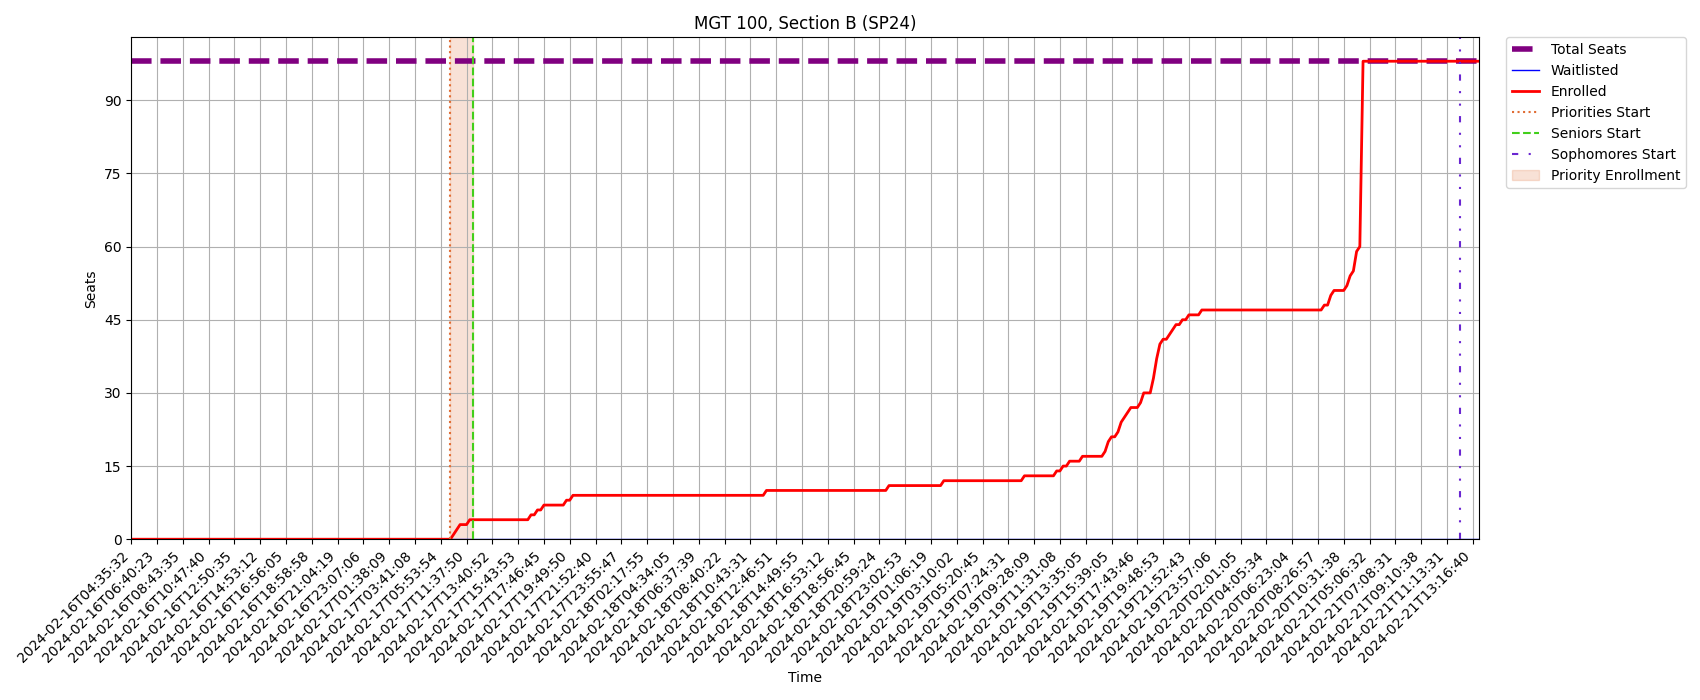 MGT 100, Section B (SP24)
Total Seats
Waitlisted
Enrolled
Priorities Start
Seniors Start
Sophomores Start
Priority Enrollment
Seats
90
75
60
45
30
15
0
2024-02-16T04:35:32
2024-02-16T06:40:23
2024-02-16T08:43:35
2024-02-16T10:47:40
2024-02-16T12:50:35
2024-02-16T14:53:12
2024-02-16T16:56:05
2024-02-16T18:58:58
2024-02-16T21:04:19
2024-02-16T23:07:06
2024-02-17T01:38:09
2024-02-17T03:41:08
2024-02-17T05:53:54
2024-02-17T11:37:50
2024-02-17T13:40:52
2024-02-17T15:43:53
2024-02-17T17:46:45
2024-02-17T19:49:50
2024-02-17T21:52:40
2024-02-17T23:55:47
2024-02-18T02:17:55
2024-02-18T04:34:05
2024-02-18T06:37:39
2024-02-18T08:40:22
2024-02-18T10:43:31
2024-02-18T12:46:51
2024-02-18T14:49:55
2024-02-18T16:53:12
2024-02-18T18:56:45
2024-02-18T20:59:24
2024-02-18T23:02:53
2024-02-19T01:06:19
2024-02-19T03:10:02
2024-02-19T05:20:45
2024-02-19T07:24:31
2024-02-19T09:28:09
2024-02-19T11:31:08
2024-02-19T13:35:05
2024-02-19T15:39:05
2024-02-19T17:43:46
2024-02-19T19:48:53
2024-02-19T21:52:43
2024-02-19T23:57:06
2024-02-20T02:01:05
2024-02-20T04:05:34
2024-02-20T06:23:04
2024-02-20T08:26:57
2024-02-20T10:31:38
2024-02-21T05:06:32
2024-02-21T07:08:31
2024-02-21T09:10:38
2024-02-21T11:13:31
2024-02-21T13:16:40
Time